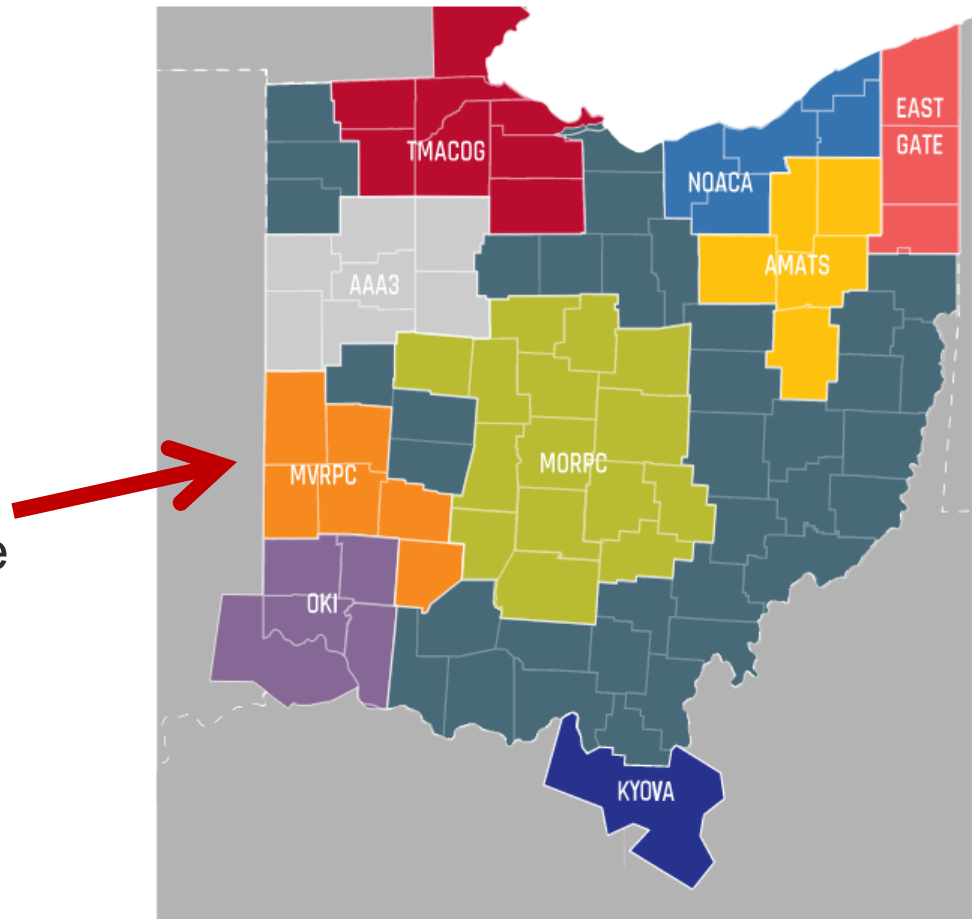 EAST
GATE
TMACOG
NOACA
AMATS
AAA3
MORPC
MVRPC
e
OKI
KYOVA